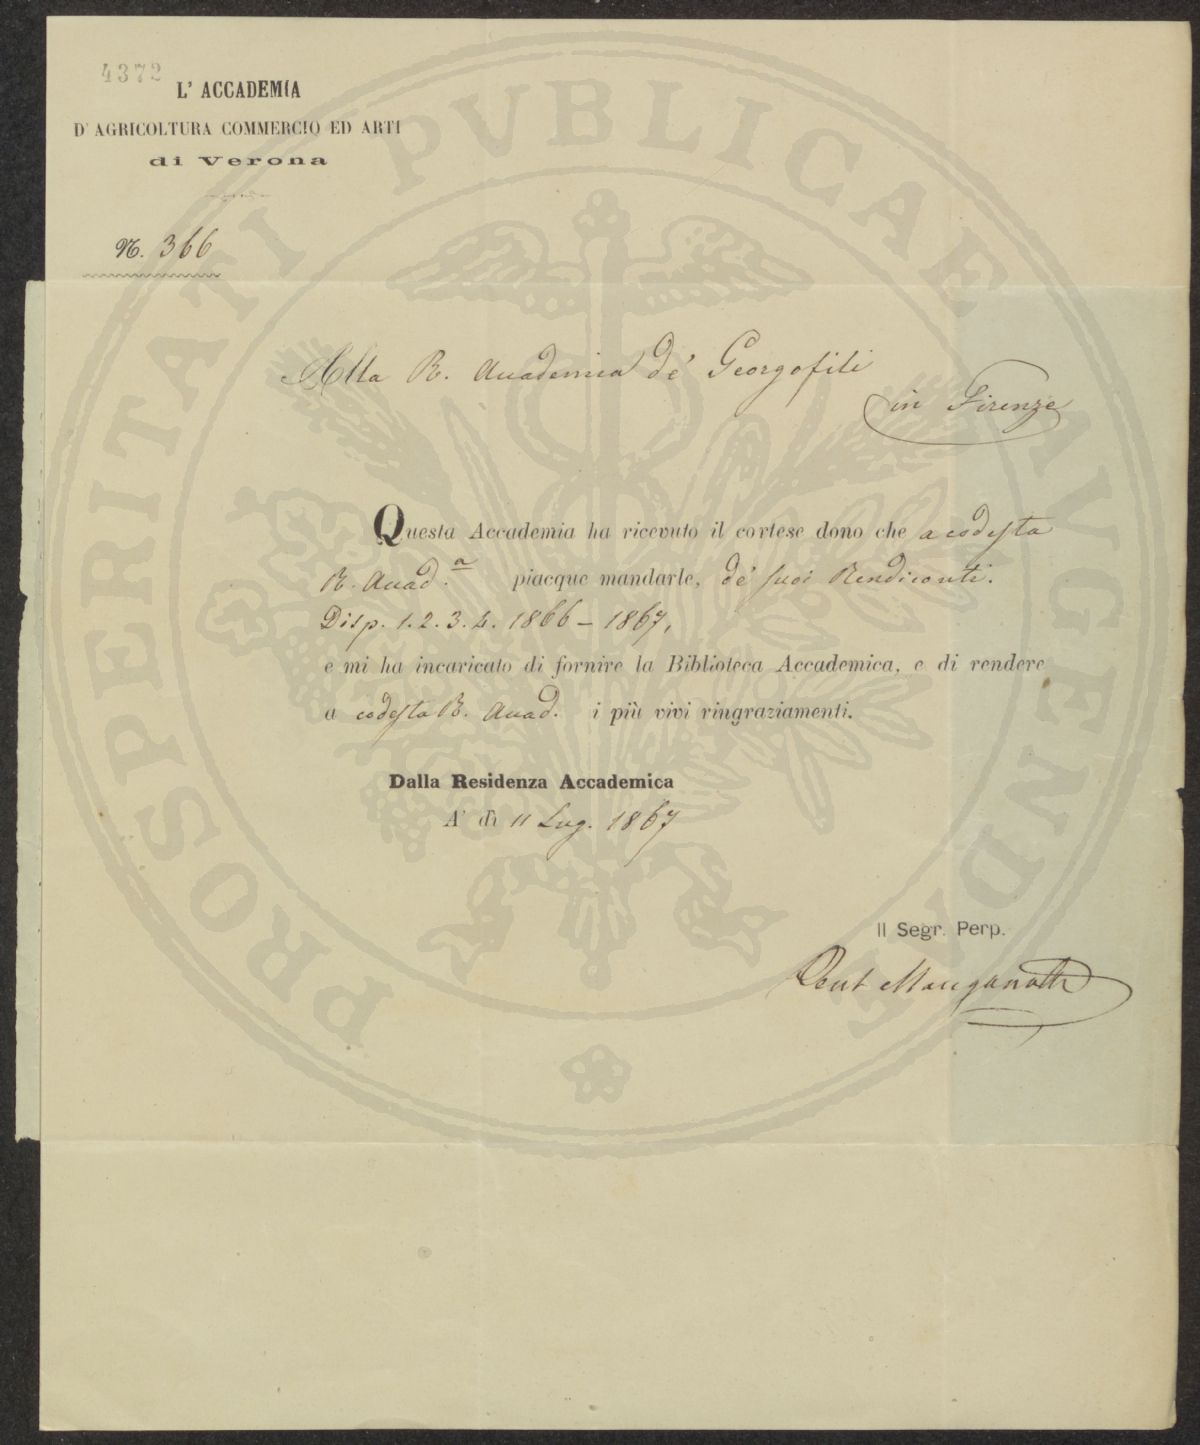 4372
L' ACCADEMIA
D'AGRICOLTURA COMMERCIO ED ARTI
di Verona
N. 366
Alla R. Accademia de' Georgofili
in Firenze
Questa Accademia ha ricevuto il cortese dono che a codesta
R. Accad.a piacque mandarle, de' suoi Rendiconti.
Disp. 1. 2. 3. 4. 1866 - 1867,
e mi ha incaricato di fornire la Biblioteca Accademica, e di rendere
a codesta R. Accad. i più vivi ringraziamenti.
Dalla Residenza Accademica
A' dì 11 Lug. 1867
Il Segr. Perp.
Manganotti
PROSPERITATI PVBLICAE AVGENDAE